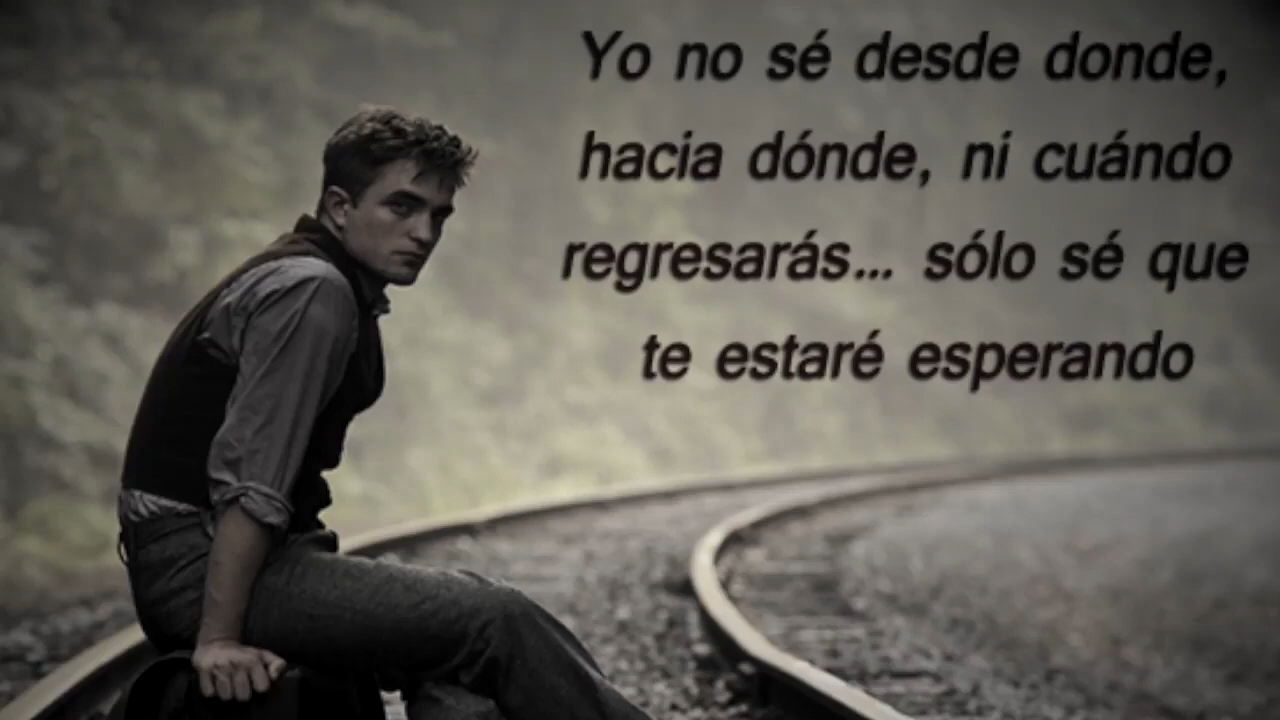 Yo no sé desde donde,
hacia dónde, ni cuándo
regresarás... sólo sé que
te estaré esperando